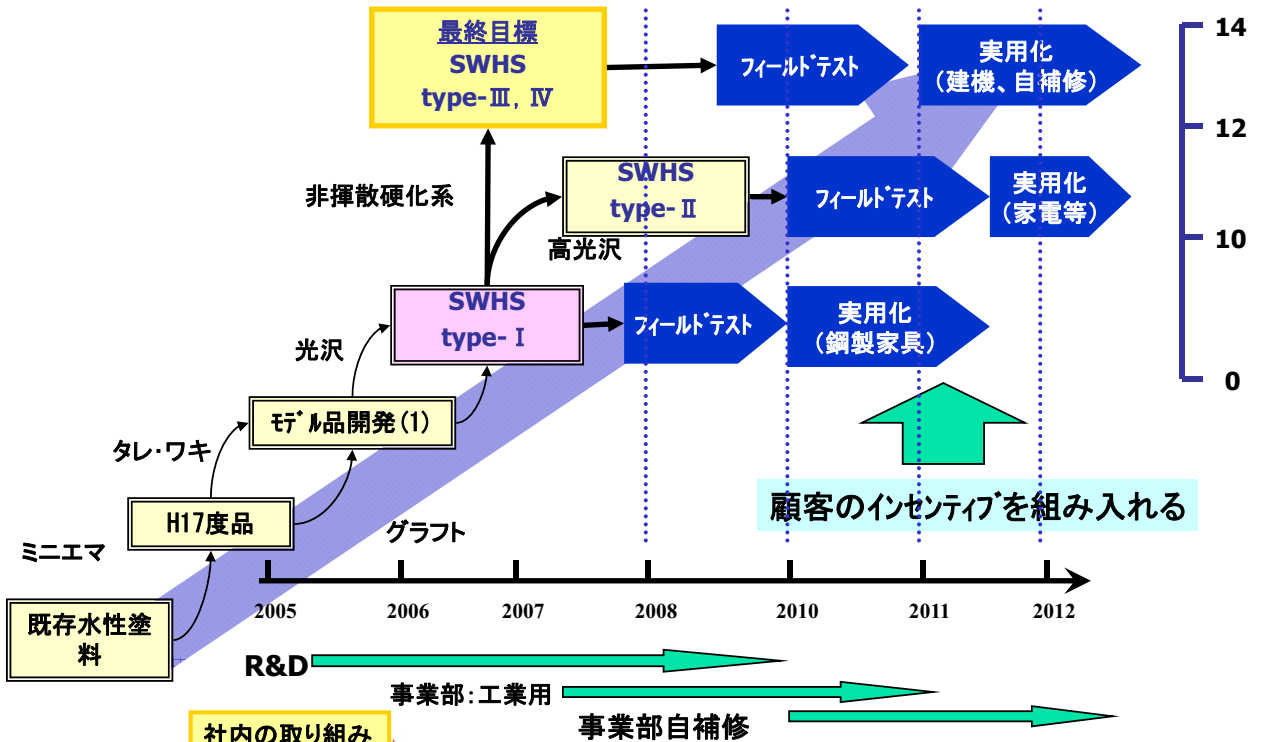 最終目標
SWHS
type-Ⅲ, Ⅳ
フィールドテスト
実用化
(建機、自補修)
14
12
非揮散硬化系
SWHS
type-Ⅱ
フィールドテスト
実用化
(家電等)
高光沢
10
SWHS
type-Ⅰ
フィールドテスト
実用化
(鋼製家具)
光沢
0
モデル品開発(1)
タレ・ワキ
顧客のインセンティブを組み入れる
H17度品
グラフト
ミニエマ
既存水性塗
料
2005
2006
2007
2008
2010
2011
2012
R&D
事業部:工業用
事業部自補修
社内の取り組み